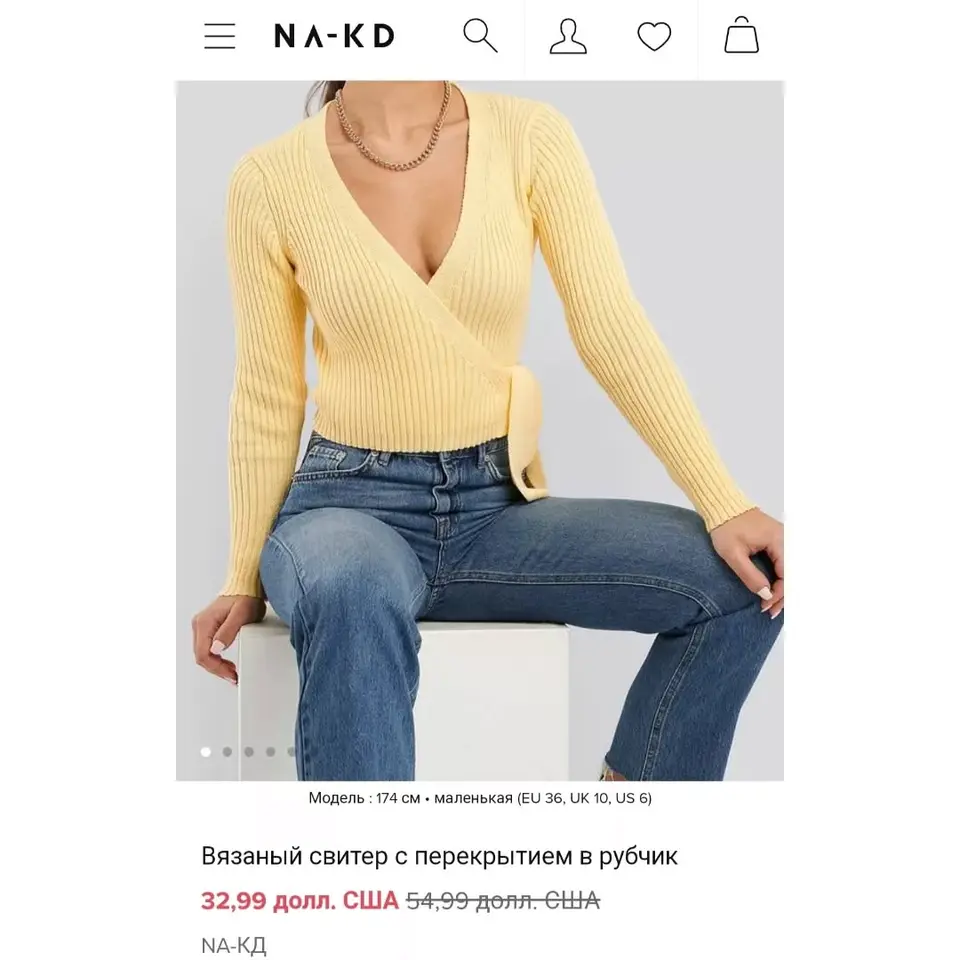 NA-KD
Модель : 174 см • маленькая (EU 36, UK 10, US 6)
Вязаный свитер с перекрытием в рубчик
32,99 долл. США 54,99 долл. США
NA-КД